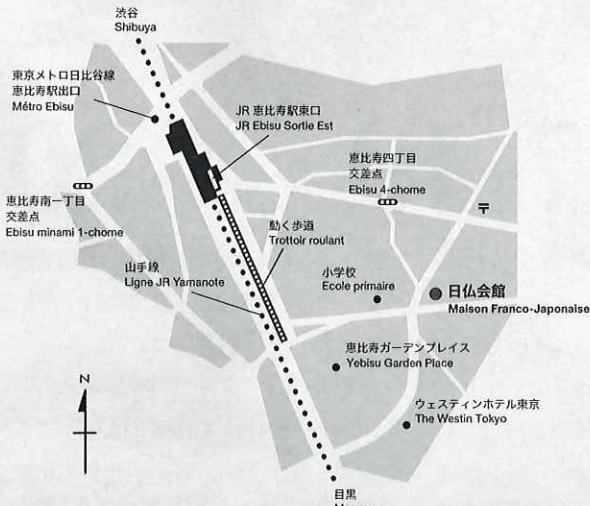 渋谷
Shibuya
東京メトロ日比谷線
恵比寿駅出口
Métro Ebisu
JR 恵比寿駅東口
JR Ebisu Sortie Est
恵比寿四丁目
交差点
Ebisu 4-chome
〒
恵比寿南一丁目
交差点
Ebisu minami 1-chome
動く歩道
Trottoir roulant
山手線
Ligne JR Yamanote
小学校
Ecole primaire
日仏会館
Maison Franco-Japonaise
恵比寿ガーデンプレイス
Yebisu Garden Place
N
ウェスティンホテル東京
The Westin Tokyo
目黒